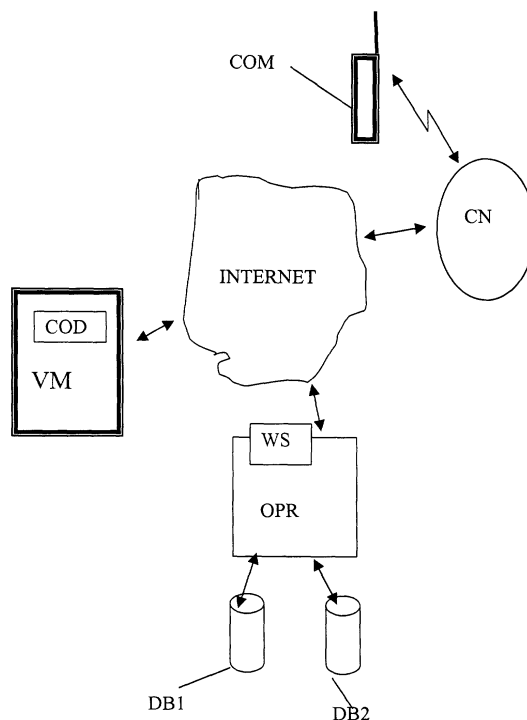 COM
CN
INTERNET
COD
VM
WS
OPR
DB1
DB2